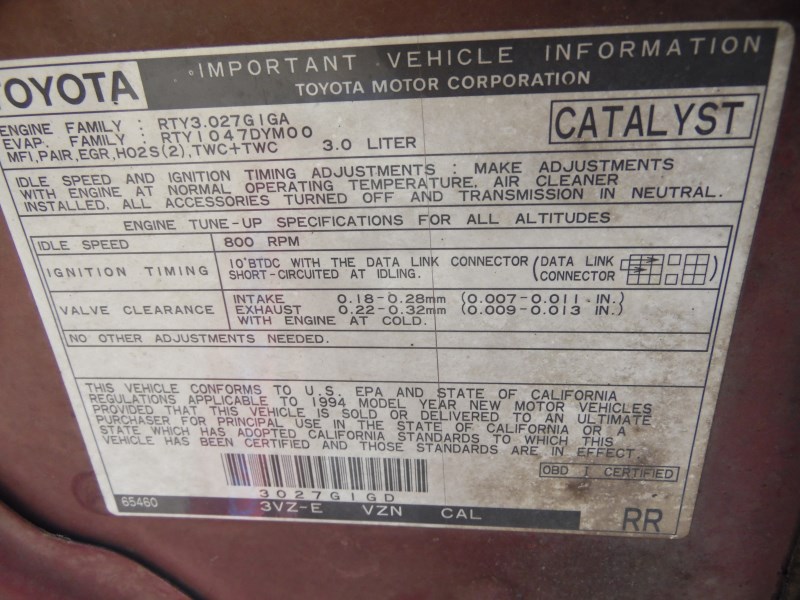 TOYOTA
IMPORTANT VEHICLE INFORMATION
TOYOTA MOTOR CORPORATION
ENGINE FAMILY : RTY3.027G1GA
EVAP. FAMILY : RTY1047DYM00
MFI,PAIR,EGR,HO2S(2),TWC+TWC 3.0 LITER
CATALYST
IDLE SPEED AND IGNITION TIMING ADJUSTMENTS : MAKE ADJUSTMENTS
WITH ENGINE AT NORMAL OPERATING TEMPERATURE. AIR CLEANER
INSTALLED. ALL ACCESSORIES TURNED OFF AND TRANSMISSION IN NEUTRAL.
ENGINE TUNE-UP SPECIFICATIONS FOR ALL ALTITUDES
IDLE SPEED 800 RPM
IGNITION TIMING 10°BTDC WITH THE DATA LINK CONNECTOR (DATA LINK
SHORT-CIRCUITED AT IDLING. CONNECTOR )
VALVE CLEARANCE INTAKE 0.18-0.28mm (0.007-0.011 IN.)
EXHAUST 0.22-0.32mm (0.009-0.013 IN.)
WITH ENGINE AT COLD.
NO OTHER ADJUSTMENTS NEEDED.
THIS VEHICLE CONFORMS TO U.S. EPA AND STATE OF CALIFORNIA
REGULATIONS APPLICABLE TO 1994 MODEL YEAR NEW MOTOR VEHICLES
PROVIDED THAT THIS VEHICLE IS SOLD OR DELIVERED TO AN ULTIMATE
PURCHASER FOR PRINCIPAL USE IN THE STATE OF CALIFORNIA OR A
STATE WHICH HAS ADOPTED CALIFORNIA STANDARDS TO WHICH THIS
VEHICLE HAS BEEN CERTIFIED AND THOSE STANDARDS ARE IN EFFECT.
OBD I CERTIFIED
3027G1GD
65460
3VZ-E VZN CAL
RR